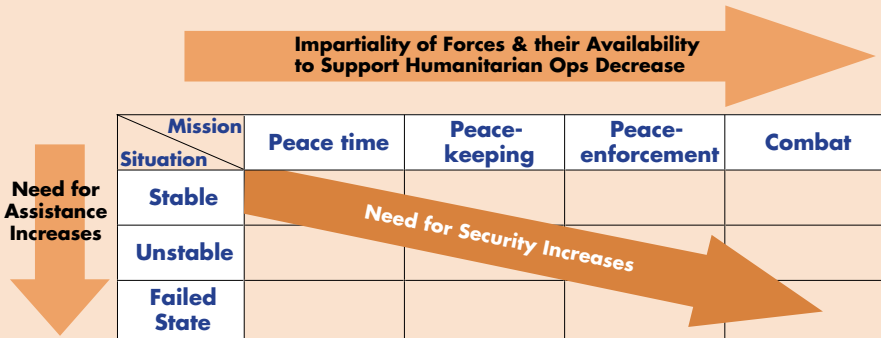 Impartiality of Forces & their Availability
to Support Humanitarian Ops Decrease
Mission
Situation
Peace time
Peace-
keeping
Peace-
enforcement
Combat
Need for
Assistance
Increases
Stable
Need for Security Increases
Unstable
Failed
State